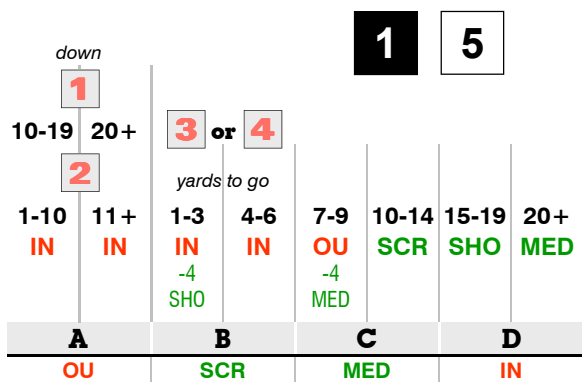 1 5
down
1
10-19 20+ 3 or 4
2 yards to go
1-10 11+ 1-3 4-6 7-9 10-14 15-19 20+
IN IN IN IN OU SCR SHO MED
-4 -4
SHO MED
A B C D
OU SCR MED IN